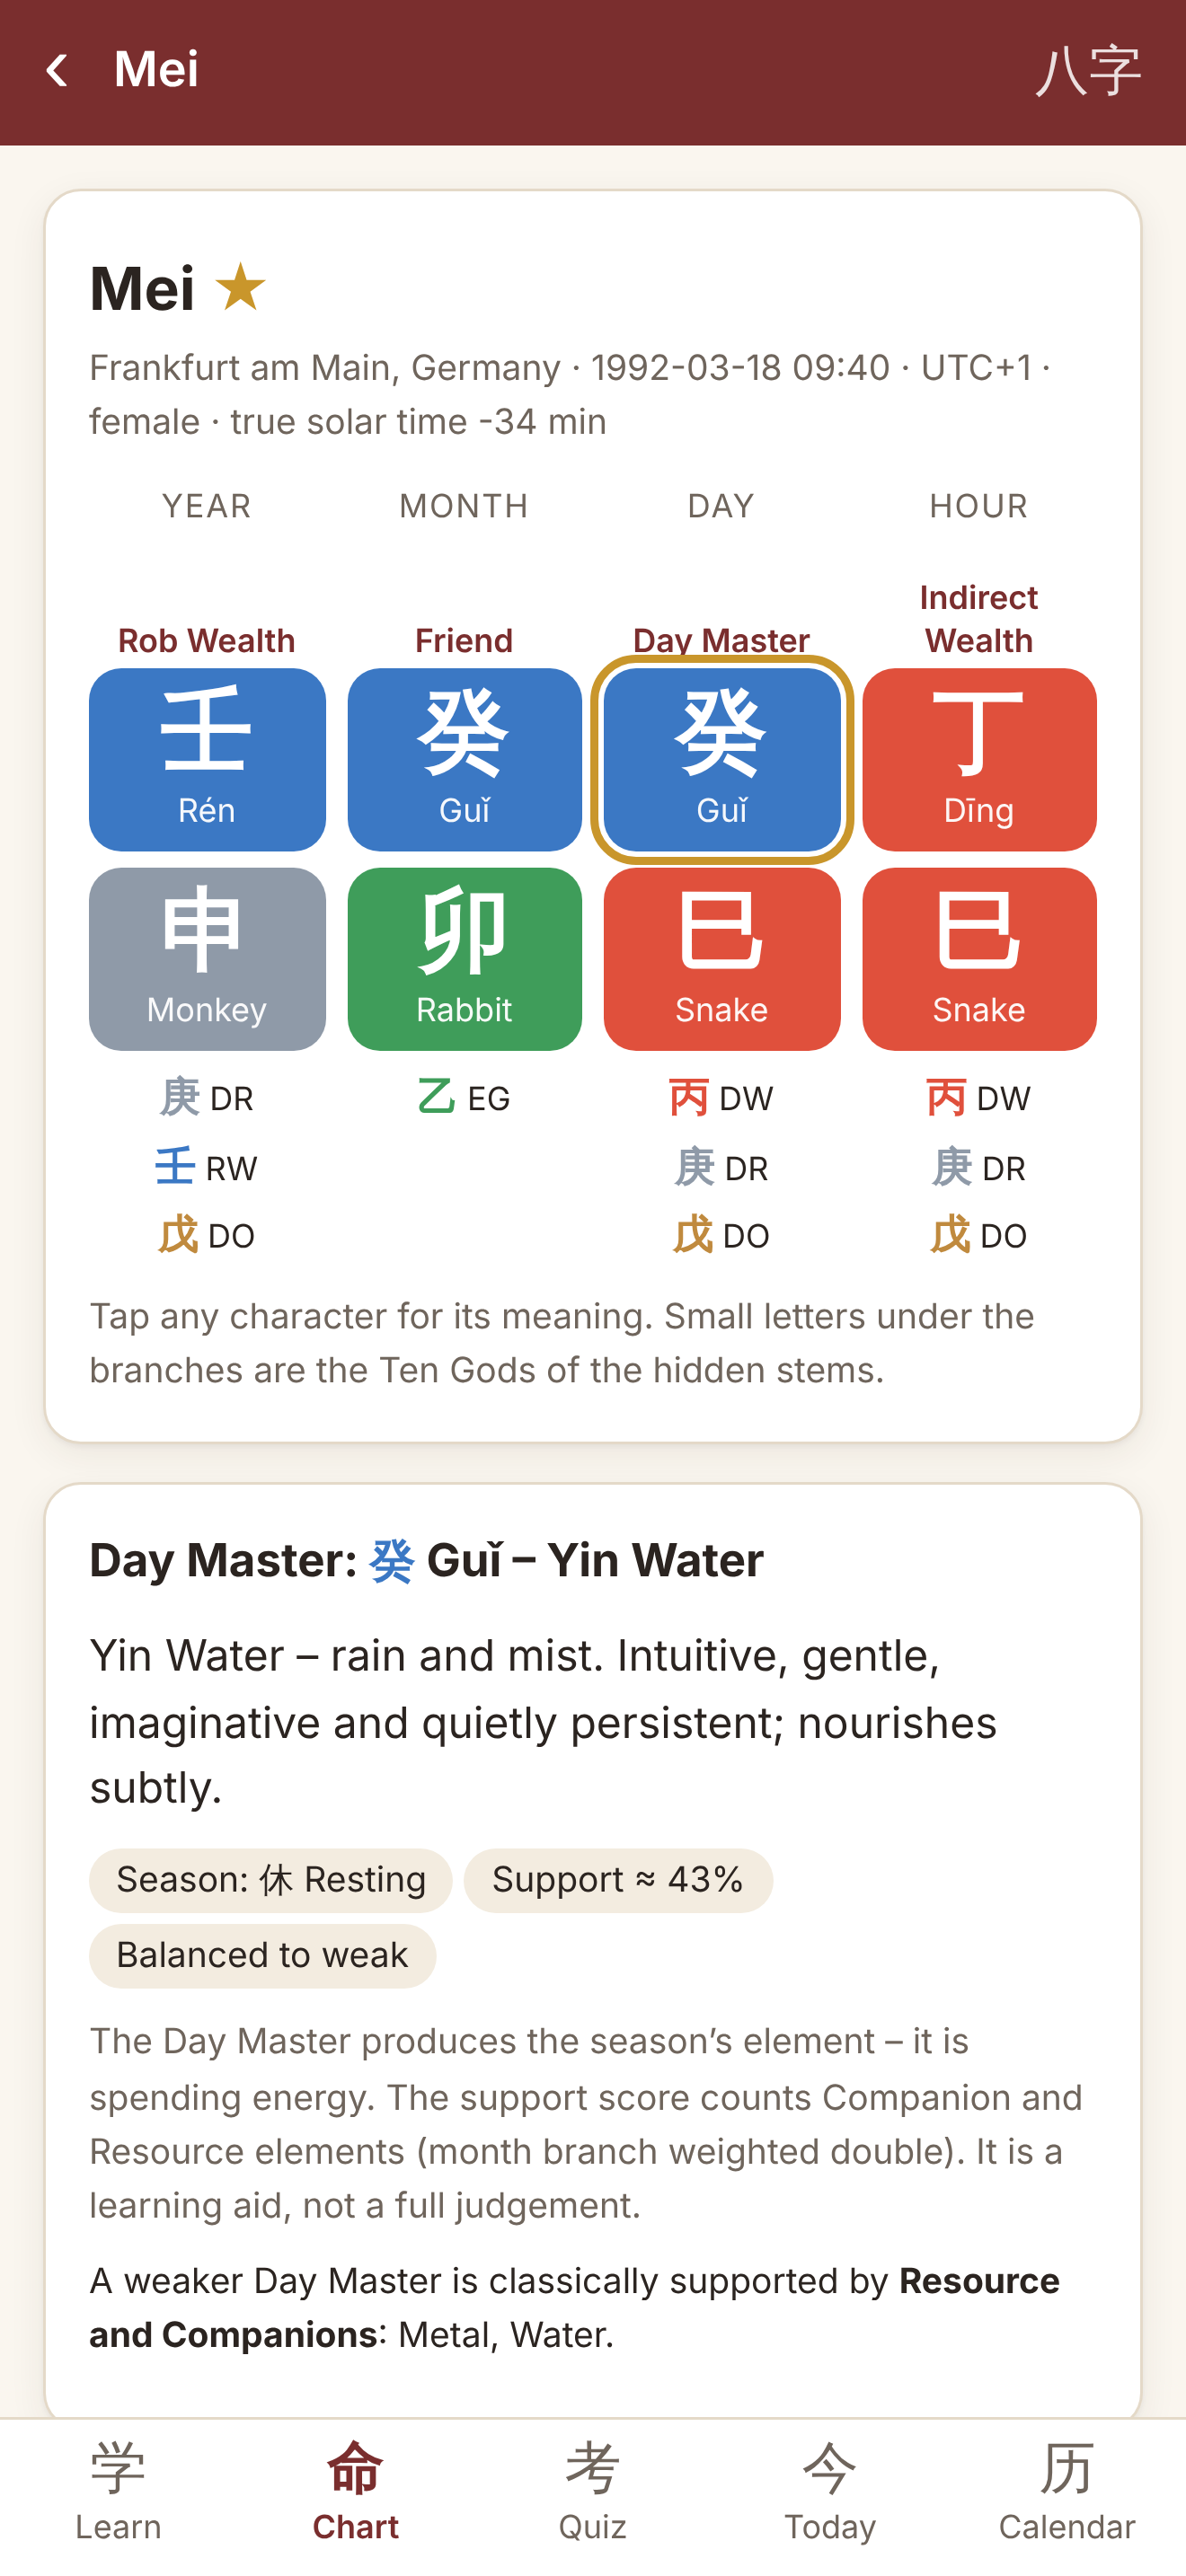 ‹ Mei 八字
Mei ★
Frankfurt am Main, Germany · 1992-03-18 09:40 · UTC+1 ·
female · true solar time -34 min
YEAR MONTH DAY HOUR
Rob Wealth Friend Day Master Indirect Wealth
壬 癸 癸 丁
Rén Guǐ Guǐ Dīng
申 卯 巳 巳
Monkey Rabbit Snake Snake
庚 DR 乙 EG 丙 DW 丙 DW
壬 RW 庚 DR 庚 DR
戊 DO 戊 DO 戊 DO
Tap any character for its meaning. Small letters under the
branches are the Ten Gods of the hidden stems.
Day Master: 癸 Guǐ – Yin Water
Yin Water – rain and mist. Intuitive, gentle,
imaginative and quietly persistent; nourishes
subtly.
Season: 休 Resting Support ≈ 43%
Balanced to weak
The Day Master produces the season’s element – it is
spending energy. The support score counts Companion and
Resource elements (month branch weighted double). It is a
learning aid, not a full judgement.
A weaker Day Master is classically supported by Resource
and Companions: Metal, Water.
学 命 考 今 历
Learn Chart Quiz Today Calendar